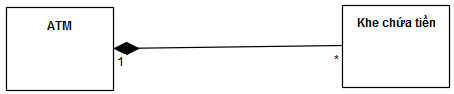 ATM
Khe chứa tiền
1
*